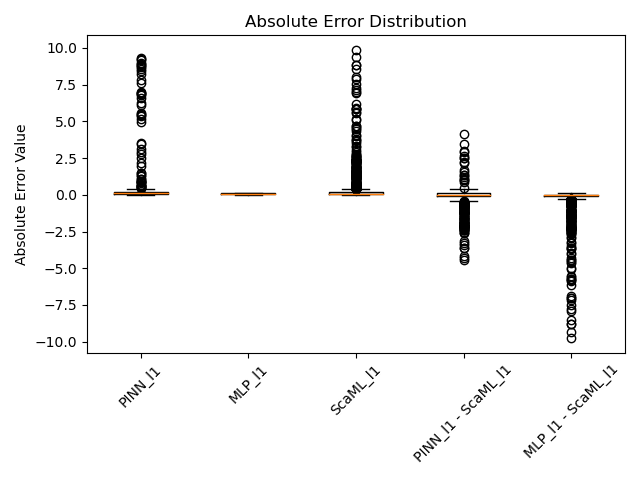 Absolute Error Distribution
Absolute Error Value
10.0
7.5
5.0
2.5
0.0
−2.5
−5.0
−7.5
−10.0
PINN_l1
MLP_l1
ScaML_l1
PINN_l1 - ScaML_l1
MLP_l1 - ScaML_l1